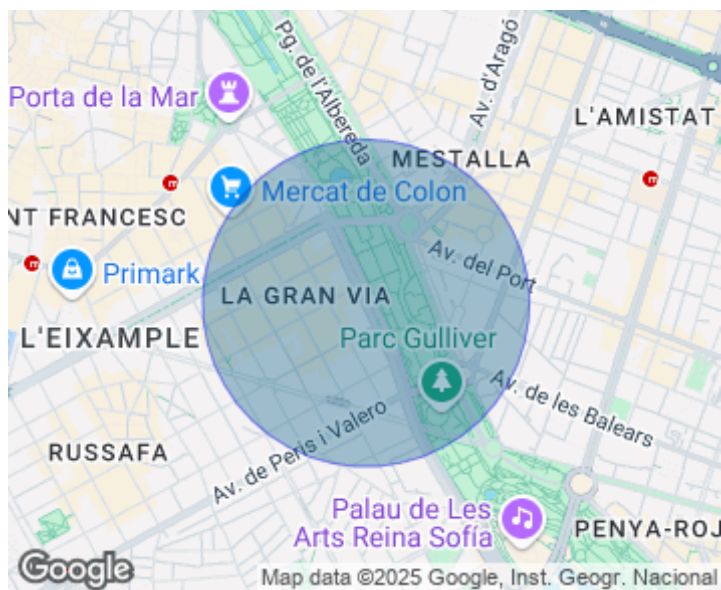 Pg. de l'Albereda
Av. d'Aragó
Porta de la Mar
L'AMISTAT
MESTALLA
Mercat de Colon
NT FRANCESC
Av. del Port
Primark
LA GRAN VIA
L'EIXAMPLE
Parc Gulliver
Av. de les Balears
RUSSAFA
Av. de Peris i Valero
Palau de Les
Arts Reina Sofía
PENYA-ROJ
Google
Map data ©2025 Google, Inst. Geogr. Nacional